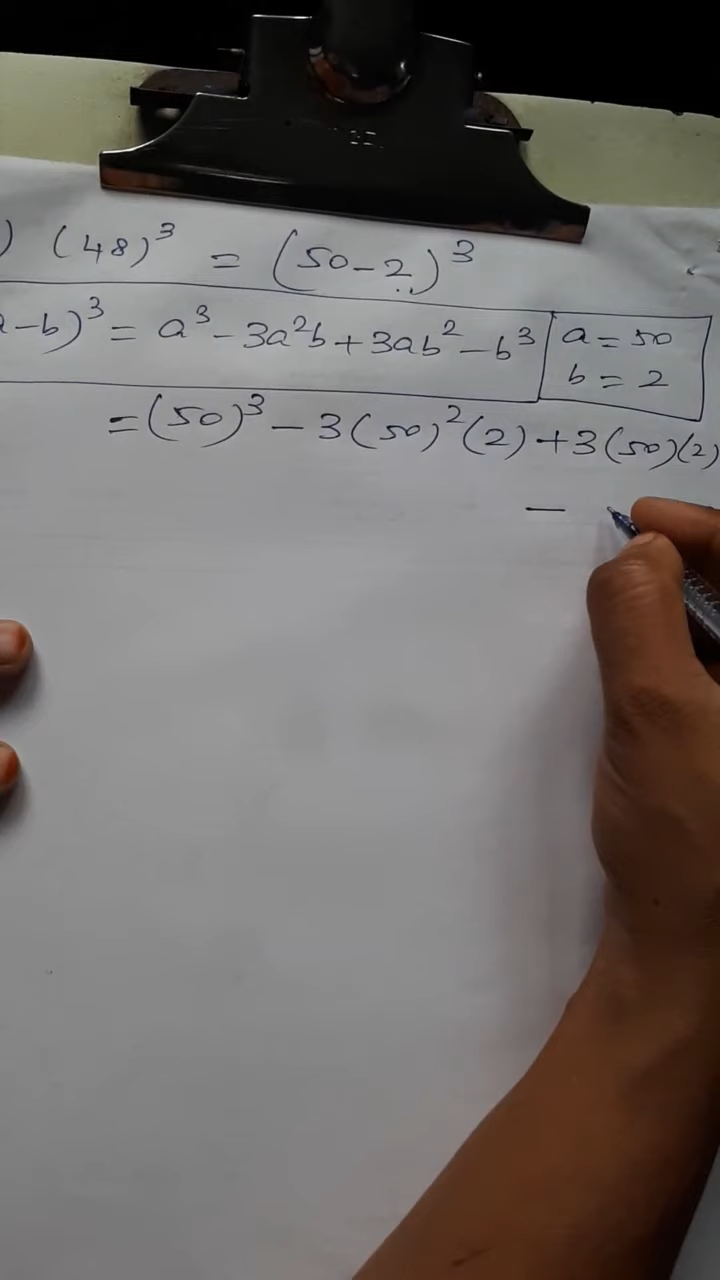 ) (48)³ = (50-2)³
a-b)³ = a³ - 3a²b + 3ab² - b³
a = 50
b = 2
= (50)³ - 3(50)²(2) + 3(50)(2)
-